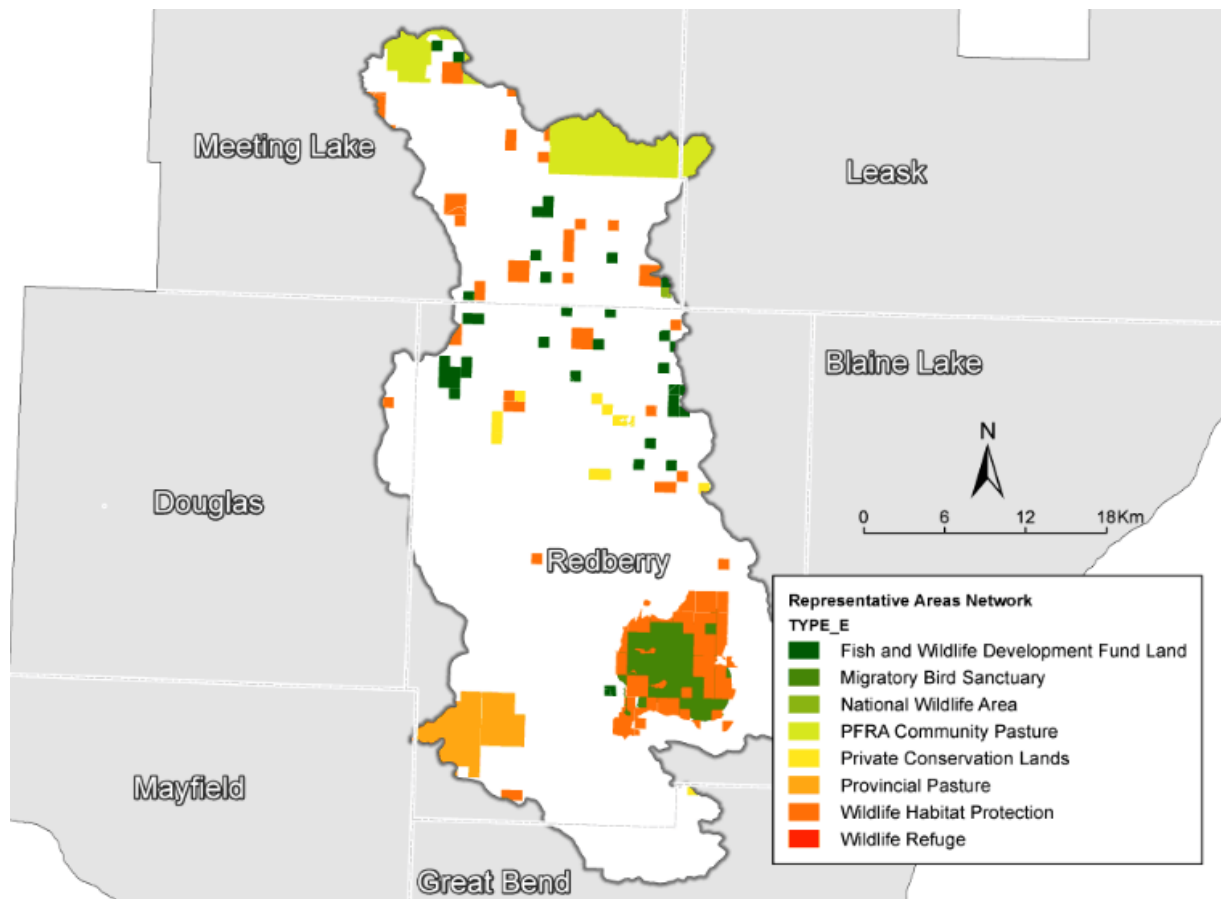 Meeting Lake
Leask
Blaine Lake
Douglas
N
0 6 12 18Km
Redberry
Mayfield
Great Bend
Representative Areas Network
TYPE_E
Fish and Wildlife Development Fund Land
Migratory Bird Sanctuary
National Wildlife Area
PFRA Community Pasture
Private Conservation Lands
Provincial Pasture
Wildlife Habitat Protection
Wildlife Refuge